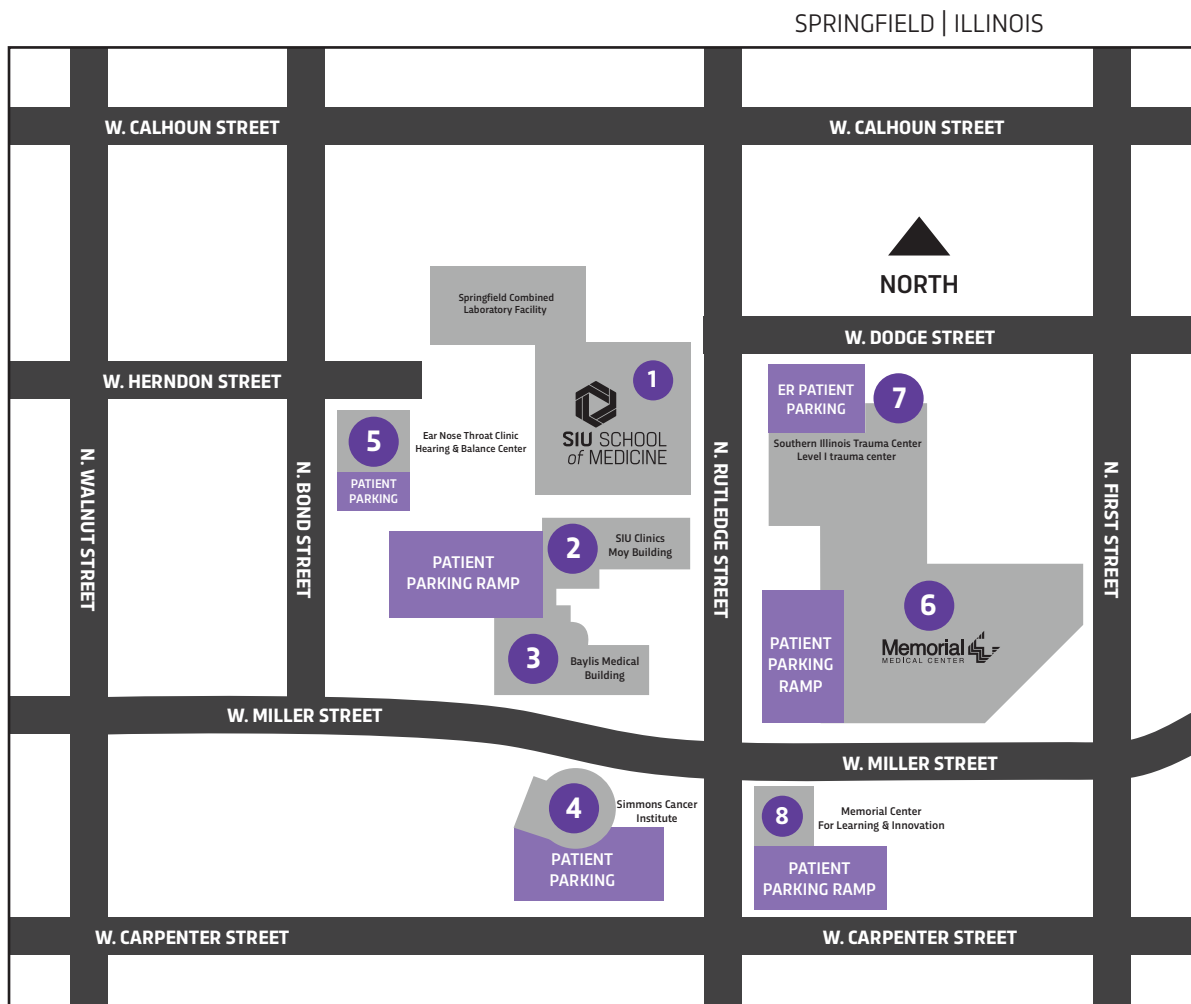 SPRINGFIELD | ILLINOIS
W. CALHOUN STREET
W. CALHOUN STREET
NORTH
Springfield Combined
Laboratory Facility
W. DODGE STREET
W. HERNDON STREET
1
SIU SCHOOL
of MEDICINE
ER PATIENT
PARKING
7
Southern Illinois Trauma Center
Level I trauma center
5
Ear Nose Throat Clinic
Hearing & Balance Center
PATIENT
PARKING
N. WALNUT STREET
N. BOND STREET
N. RUTLEDGE STREET
N. FIRST STREET
2
SIU Clinics
Moy Building
PATIENT
PARKING RAMP
6
Memorial
MEDICAL CENTER
PATIENT
PARKING
RAMP
3
Baylis Medical
Building
W. MILLER STREET
W. MILLER STREET
4
Simmons Cancer
Institute
PATIENT
PARKING
8
Memorial Center
For Learning & Innovation
PATIENT
PARKING RAMP
W. CARPENTER STREET
W. CARPENTER STREET